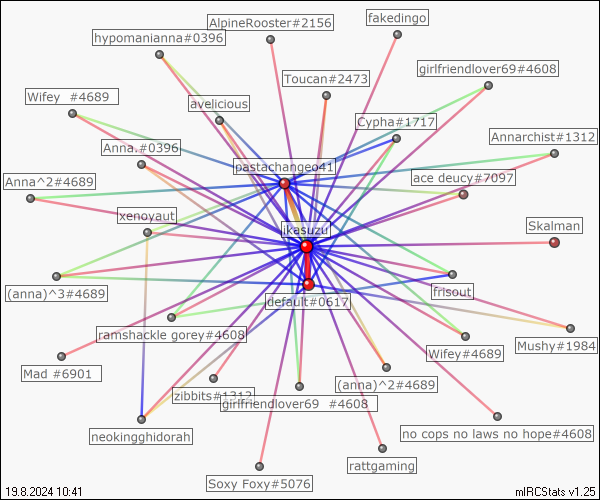 AlpineRooster#2156
fakedingo
hypomanianna#0396
girlfriendlover69#4608
Toucan#2473
Wifey  #4689
avelicious
Cypha#1717
Annarchist#1312
Anna.#0396
pastachangeo41
ace deucy#7097
Anna^2#4689
xenoyaut
Skalman
ikasuzu
(anna)^3#4689
frisout
default#0617
ramshackle gorey#4608
Mushy#1984
Wifey#4689
Mad #6901
(anna)^2#4689
zibbits#1312
girlfriendlover69  #4608
neokingghidorah
no cops no laws no hope#4608
rattgaming
Soxy Foxy#5076
19.8.2024 10:41
mIRCStats v1.25